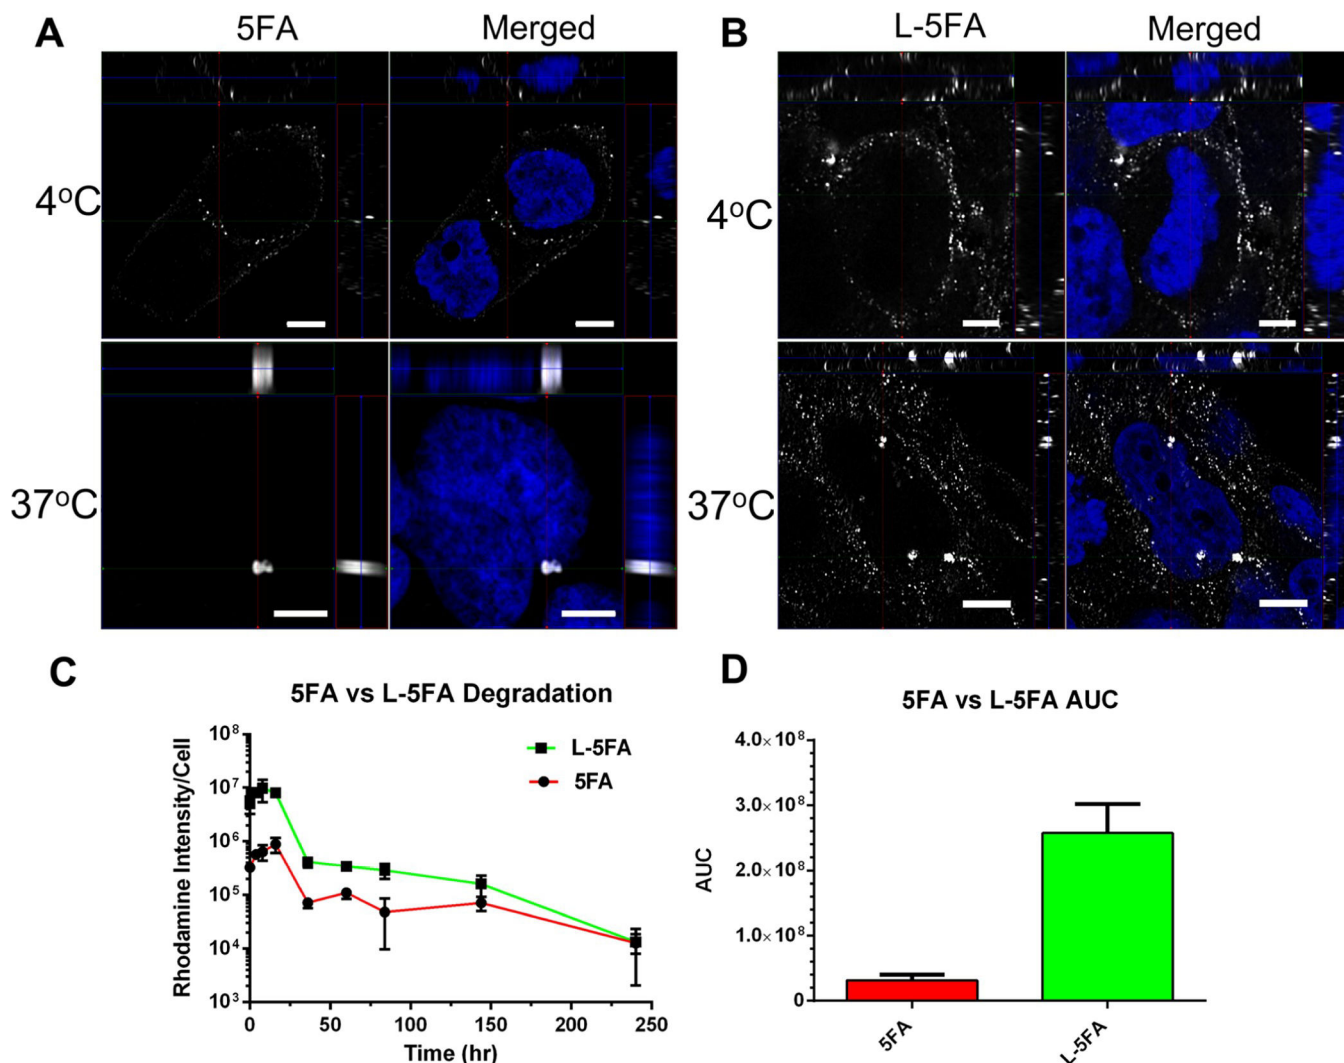 A
5FA
Merged
4°C
37°C
B
L-5FA
Merged
4°C
37°C
C
5FA vs L-5FA Degradation
Rhodamine Intensity/Cell
10⁸
10⁷
10⁶
10⁵
10⁴
10³
L-5FA
5FA
0
50
100
150
200
250
Time (hr)
D
5FA vs L-5FA AUC
AUC
4.0×10⁸
3.0×10⁸
2.0×10⁸
1.0×10⁸
0
5FA
L-5FA